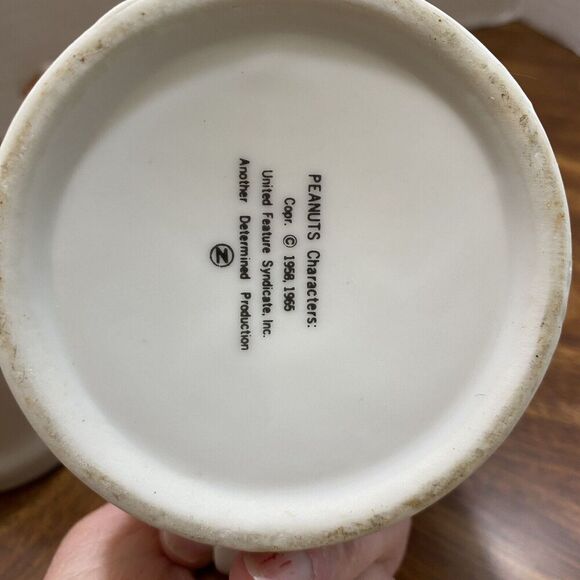 PEANUTS Characters:
Copr. © 1958, 1965
United Feature Syndicate, Inc.
Another Determined Production
Z